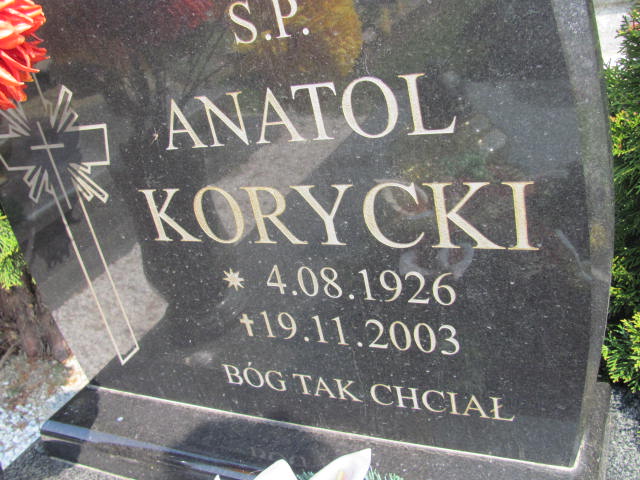 S.P.
ANATOL
KORYCKI
* 4.08.1926
†19.11.2003
BÓG TAK CHCIAŁ